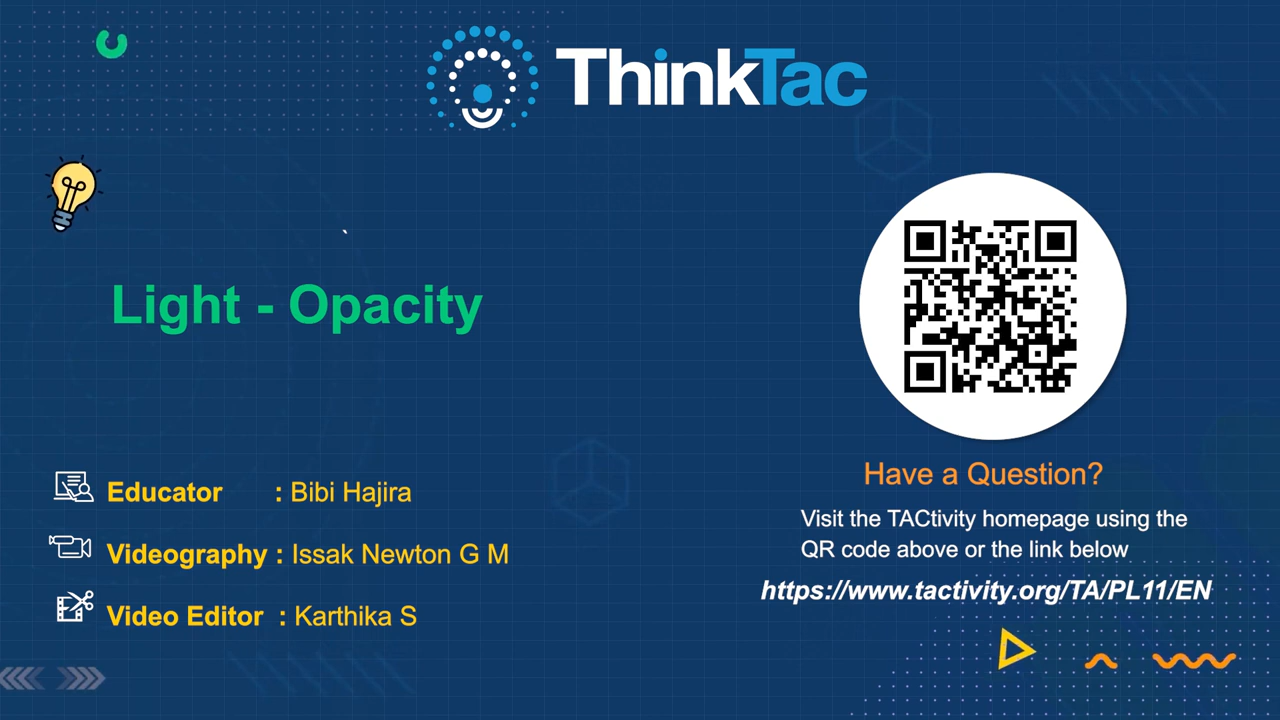 ThinkTac
Light - Opacity
Educator : Bibi Hajira
Videography : Issak Newton G M
Video Editor : Karthika S
Have a Question?
Visit the TACtivity homepage using the
QR code above or the link below
https://www.tactivity.org/TA/PL11/EN